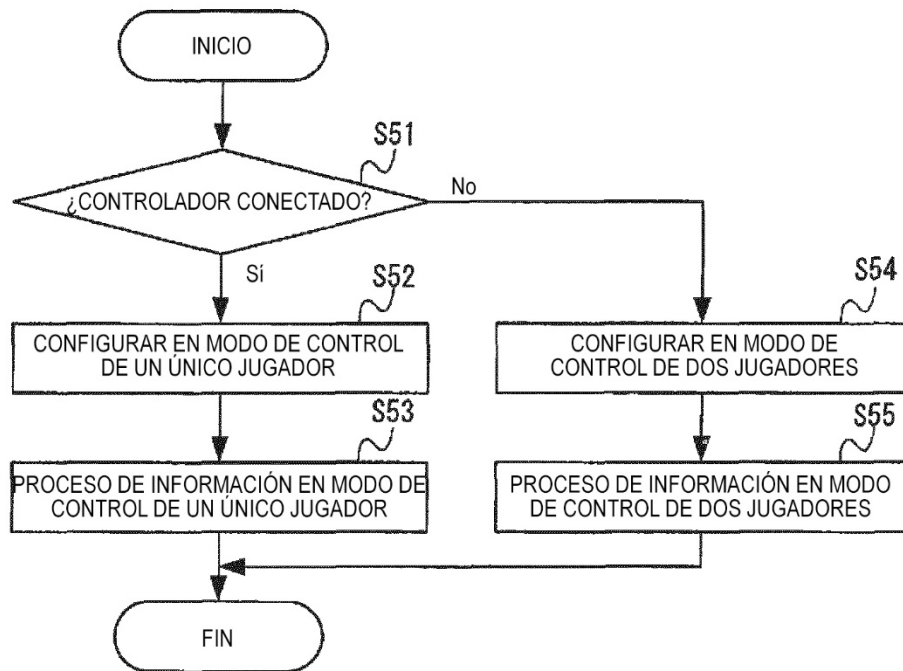 INICIO
S51
¿CONTROLADOR CONECTADO?
No
Sí
S52
CONFIGURAR EN MODO DE CONTROL
DE UN ÚNICO JUGADOR
S54
CONFIGURAR EN MODO DE
CONTROL DE DOS JUGADORES
S53
PROCESO DE INFORMACIÓN EN MODO DE
CONTROL DE UN ÚNICO JUGADOR
S55
PROCESO DE INFORMACIÓN EN MODO
DE CONTROL DE DOS JUGADORES
FIN